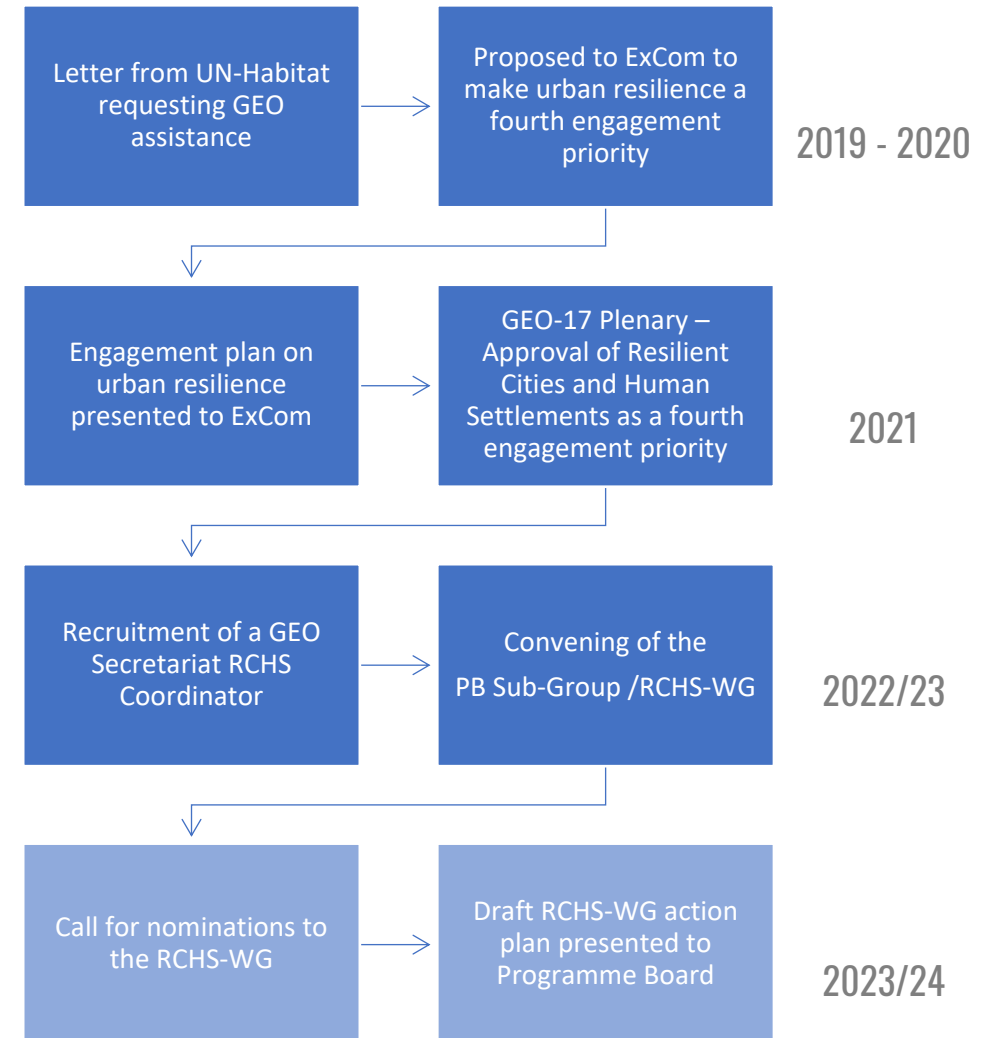 Letter from UN-Habitat
requesting GEO
assistance
Proposed to ExCom to
make urban resilience a
fourth engagement
priority
2019 - 2020
Engagement plan on
urban resilience
presented to ExCom
GEO-17 Plenary –
Approval of Resilient
Cities and Human
Settlements as a fourth
engagement priority
2021
Recruitment of a GEO
Secretariat RCHS
Coordinator
Convening of the
PB Sub-Group /RCHS-WG
2022/23
Call for nominations to
the RCHS-WG
Draft RCHS-WG action
plan presented to
Programme Board
2023/24